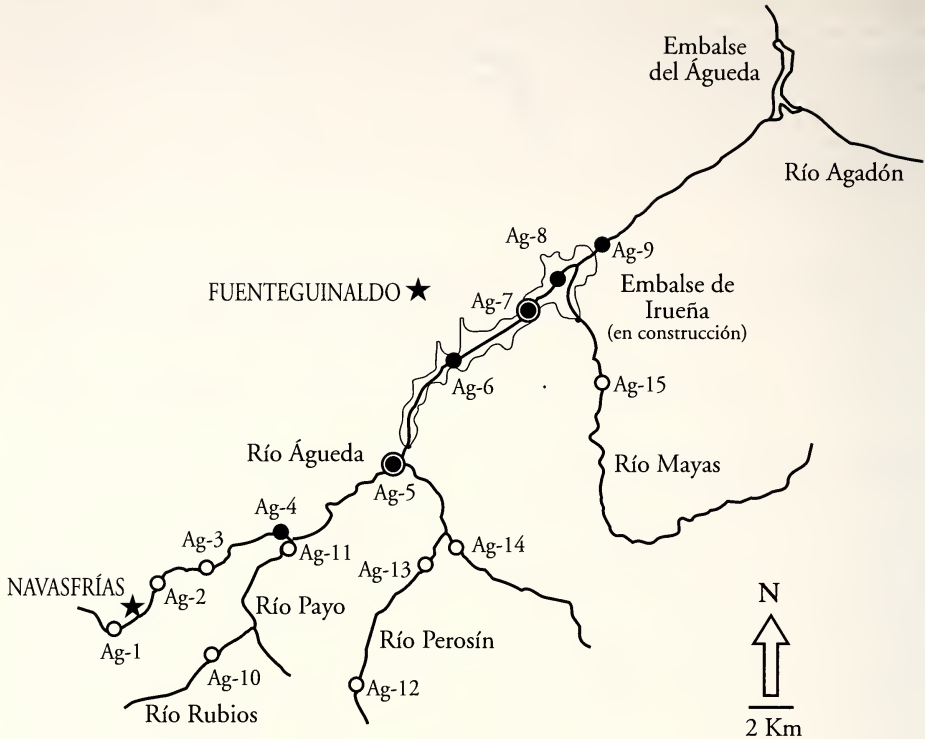 Embalse
del Águeda
Río Agadón
Ag-8
Ag-9
FUENTEGUINALDO
Ag-7
Embalse de
Irueña
(en construcción)
Ag-6
Ag-15
Río Águeda
Río Mayas
Ag-5
Ag-4
Ag-3
Ag-11
Ag-14
Ag-13
NAVASFRÍAS
Ag-2
Río Payo
N
Ag-1
Río Perosín
Ag-10
Ag-12
Río Rubios
2 Km